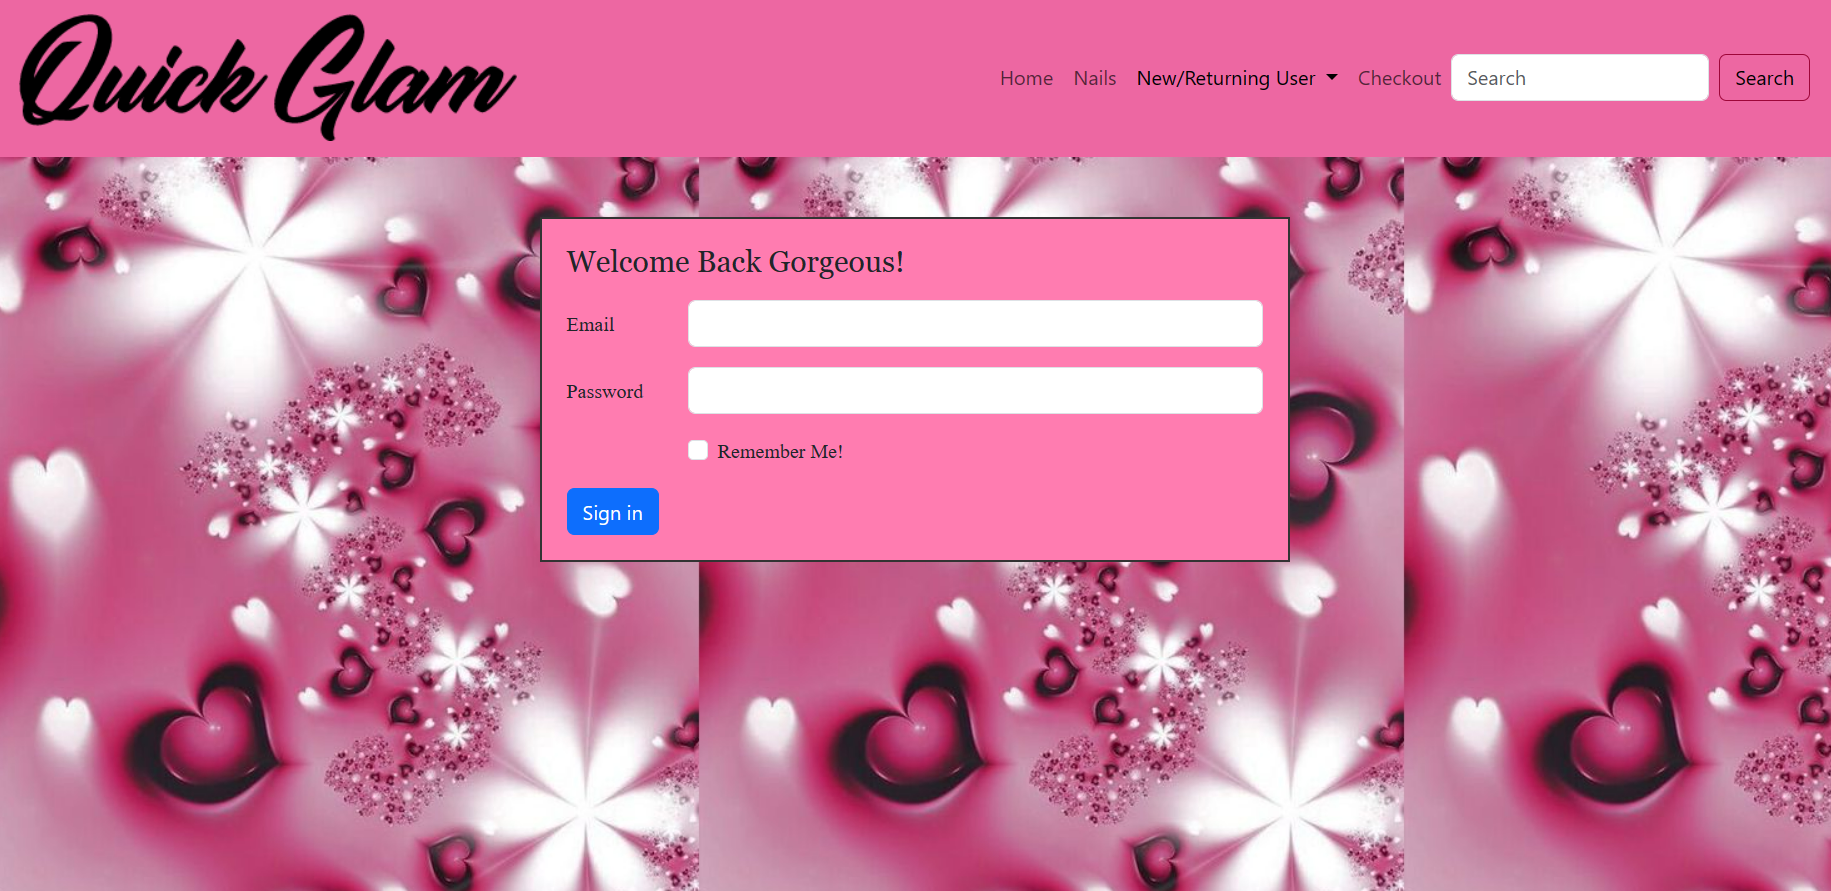 Quick Glam
Home Nails New/Returning User Checkout Search Search
Welcome Back Gorgeous!
Email
Password
Remember Me!
Sign in